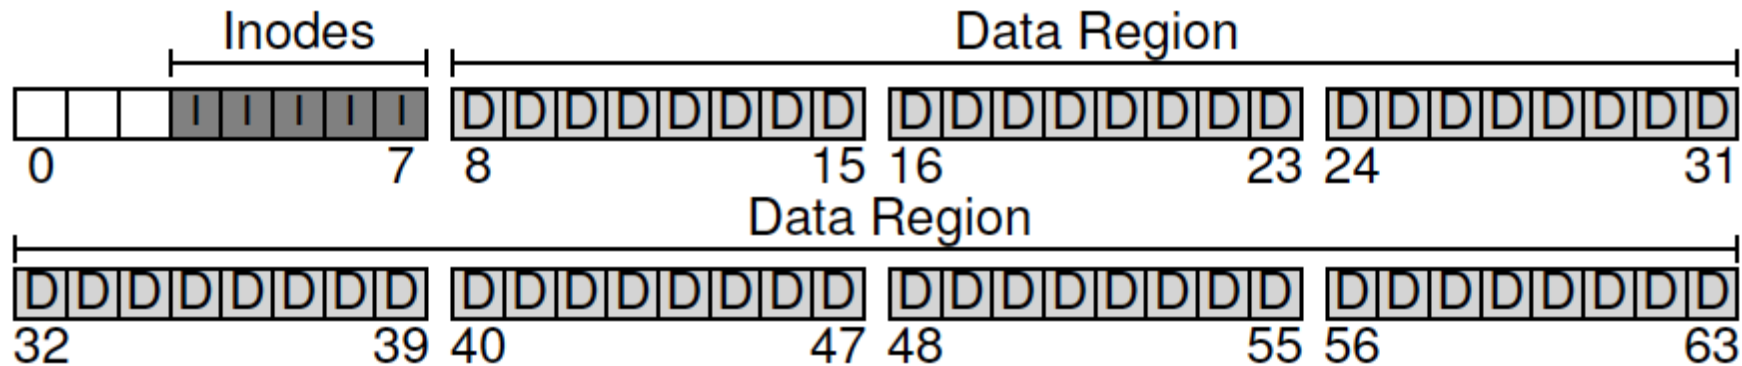 Inodes Data Region
I I I I I D D D D D D D D D D D D D D D D D D D D D D D D
0 7 8 15 16 23 24 31
Data Region
D D D D D D D D D D D D D D D D D D D D D D D D D D D D D D D D
32 39 40 47 48 55 56 63